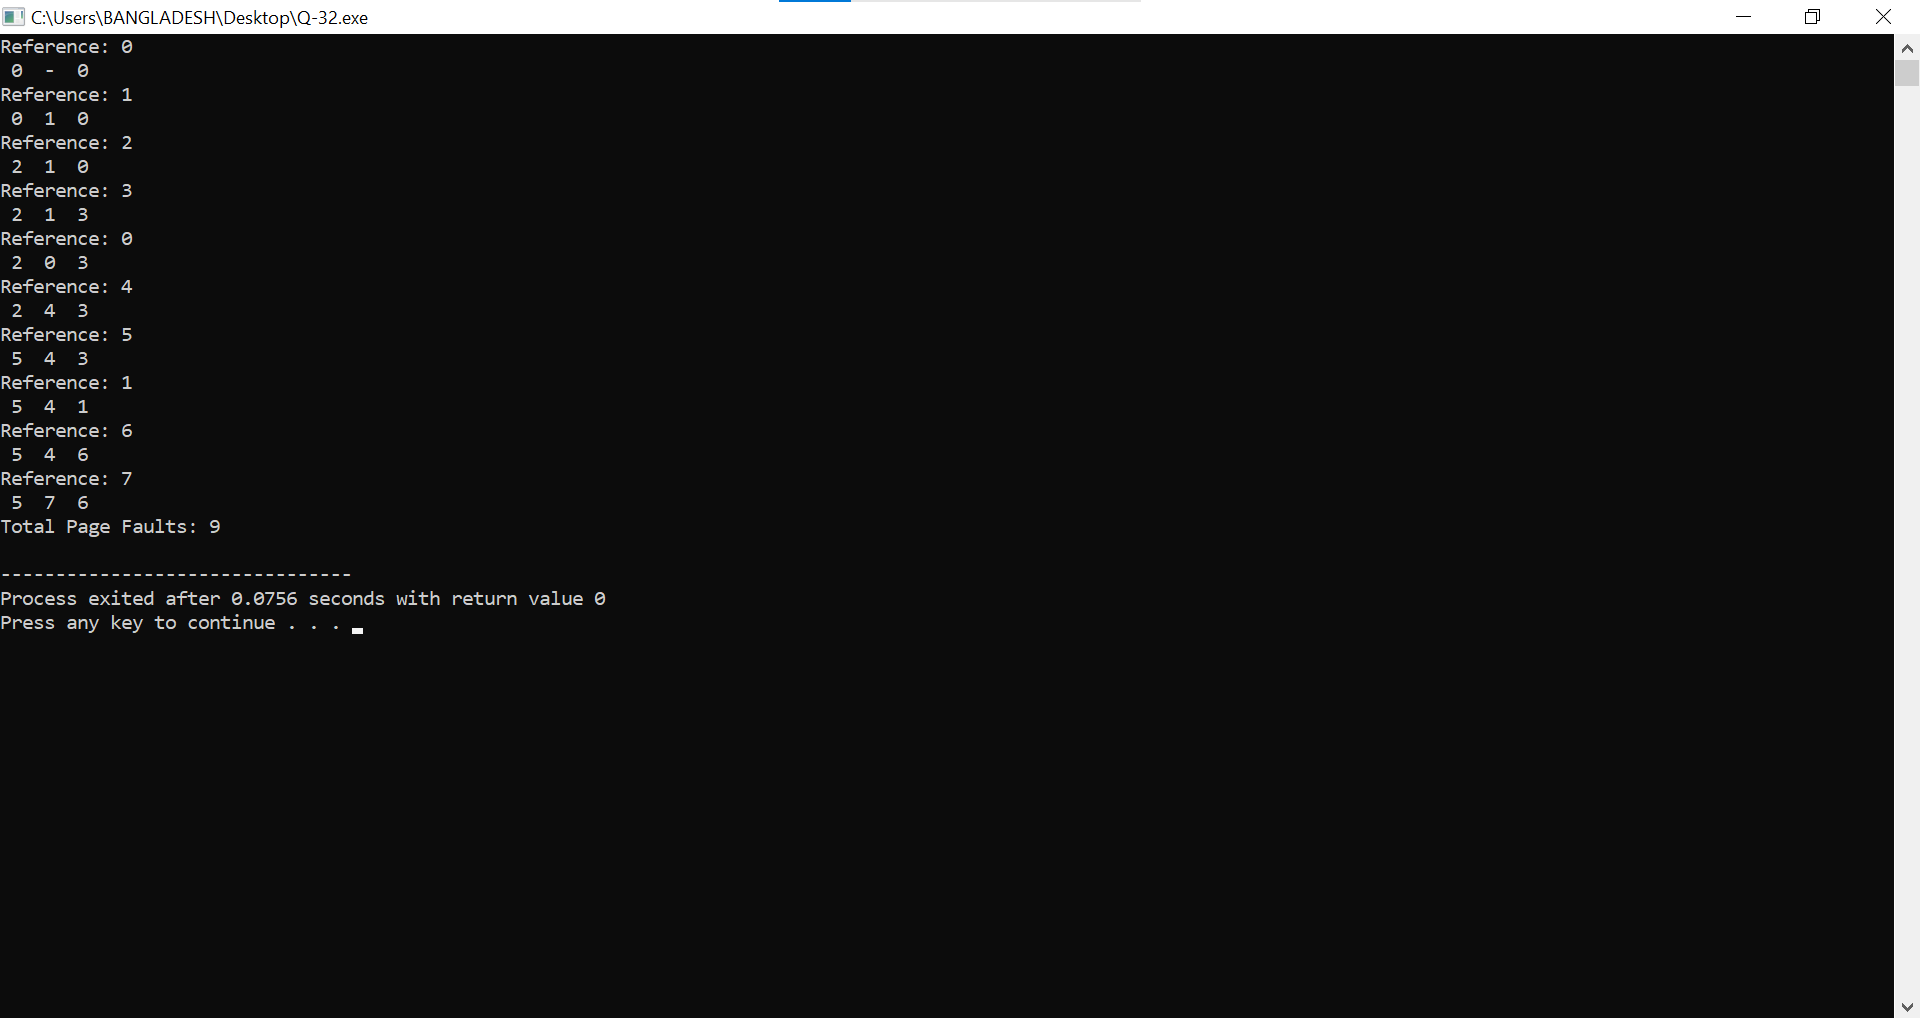 C:\Users\BANGLADESH\Desktop\Q-32.exe
Reference: 0
 0  -  0
Reference: 1
 0  1  0
Reference: 2
 2  1  0
Reference: 3
 2  1  3
Reference: 0
 2  0  3
Reference: 4
 2  4  3
Reference: 5
 5  4  3
Reference: 1
 5  4  1
Reference: 6
 5  4  6
Reference: 7
 5  7  6
Total Page Faults: 9
--------------------------------
Process exited after 0.0756 seconds with return value 0
Press any key to continue . . .